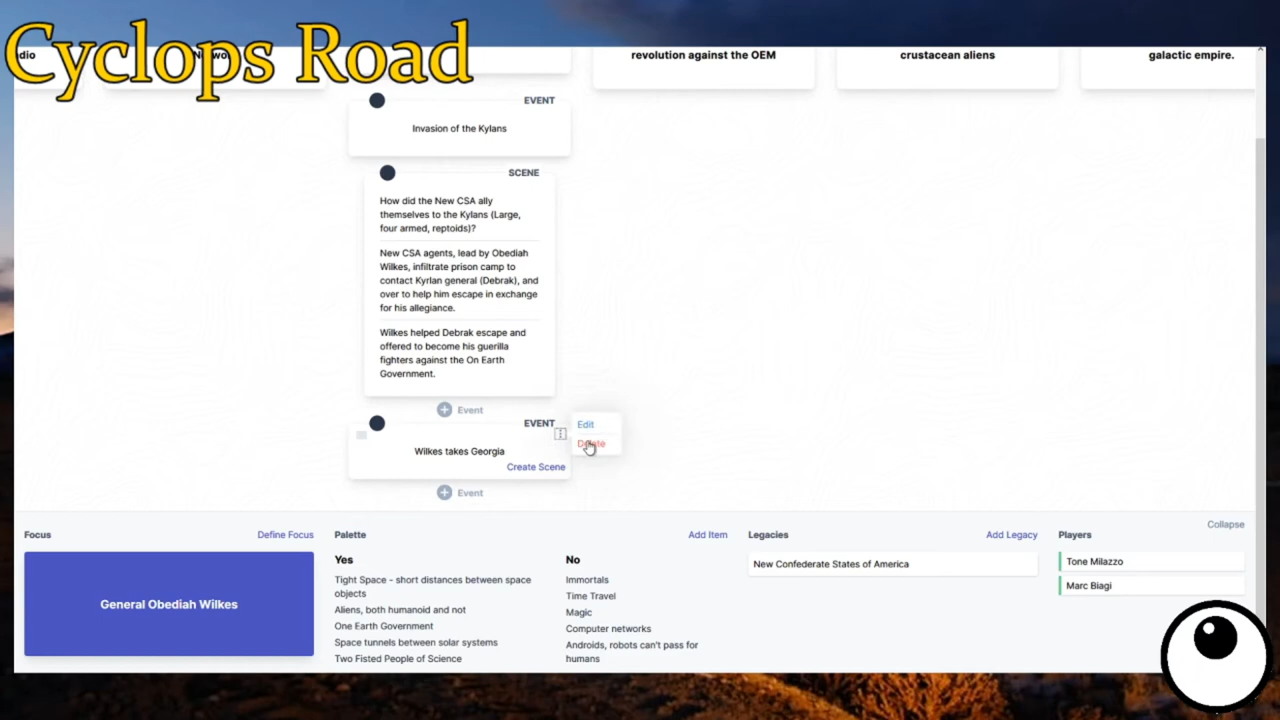 Cyclops Road
revolution against the OEM
crustacean aliens
galactic empire.
EVENT
Invasion of the Kylans
SCENE
How did the New CSA ally
themselves to the Kylans (Large,
four armed, reptoids)?
New CSA agents, lead by Obediah
Wilkes, infiltrate prison camp to
contact Kyrlan general (Debrak), and
over to help him escape in exchange
for his allegiance.
Wilkes helped Debrak escape and
offered to become his guerilla
fighters against the On Earth
Government.
Event
EVENT
Edit
Delete
Wilkes takes Georgia
Create Scene
Event
Collapse
Focus
Define Focus
General Obediah Wilkes
Palette
Add Item
Yes
Tight Space - short distances between space
objects
Aliens, both humanoid and not
One Earth Government
Space tunnels between solar systems
Two Fisted People of Science
No
Immortals
Time Travel
Magic
Computer networks
Androids, robots can't pass for
humans
Legacies
Add Legacy
New Confederate States of America
Players
Tone Milazzo
Marc Biagi